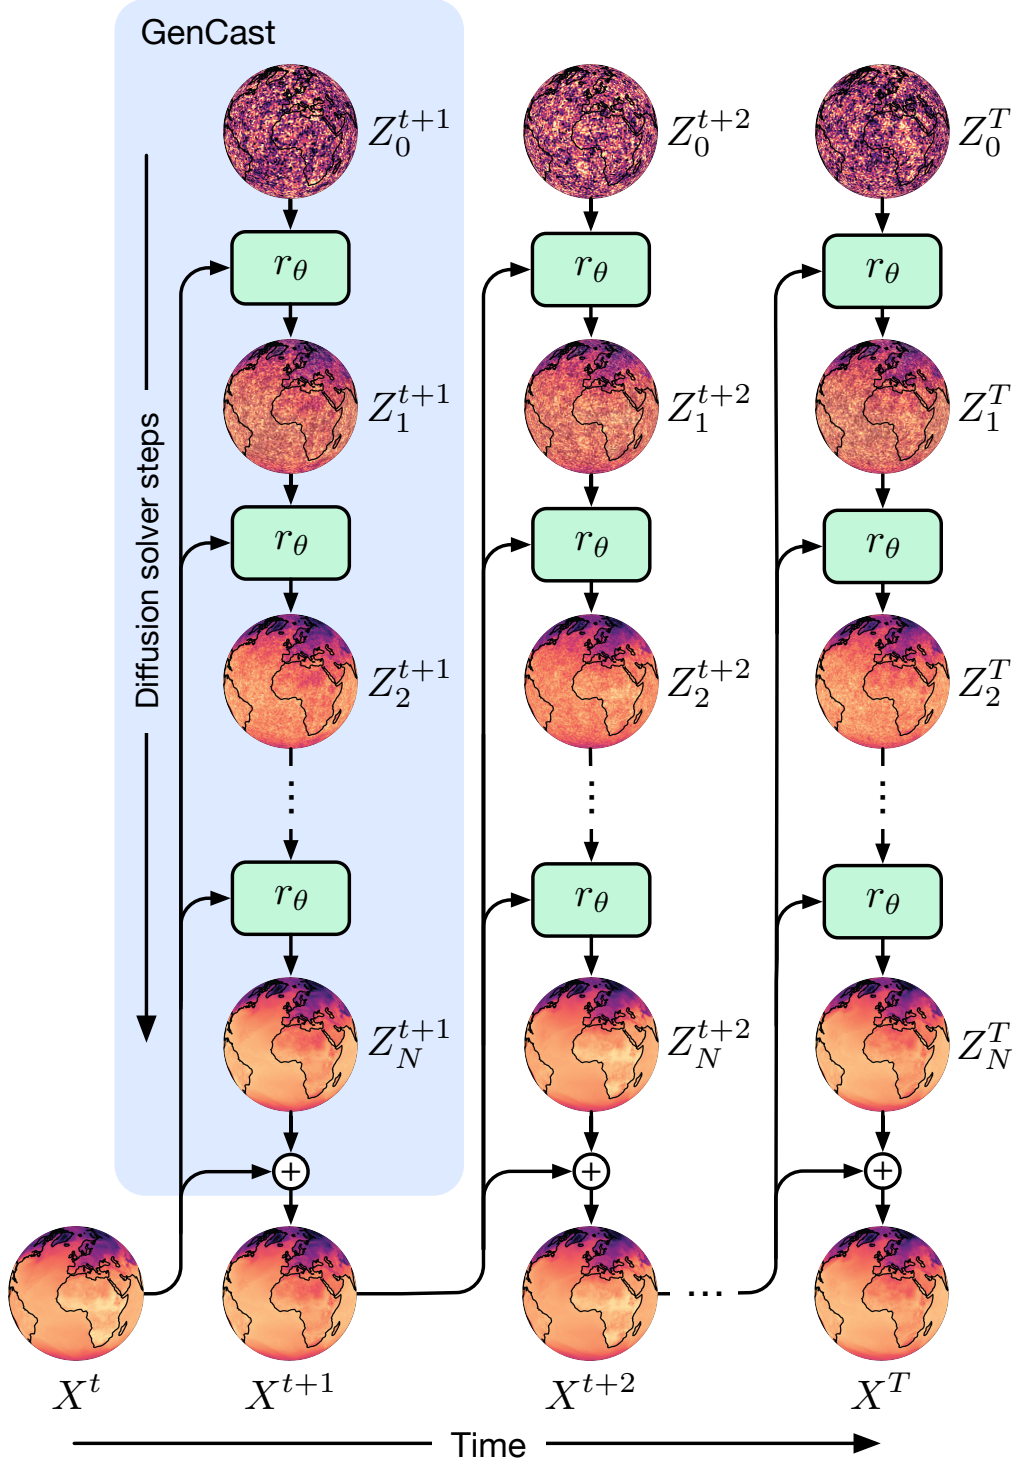 GenCast
Z_0^{t+1} Z_0^{t+2} Z_0^T
r_θ r_θ r_θ
Z_1^{t+1} Z_1^{t+2} Z_1^T
Diffusion solver steps
r_θ r_θ r_θ
Z_2^{t+1} Z_2^{t+2} Z_2^T
r_θ r_θ r_θ
Z_N^{t+1} Z_N^{t+2} Z_N^T
+ + +
...
X^t X^{t+1} X^{t+2} X^T
Time